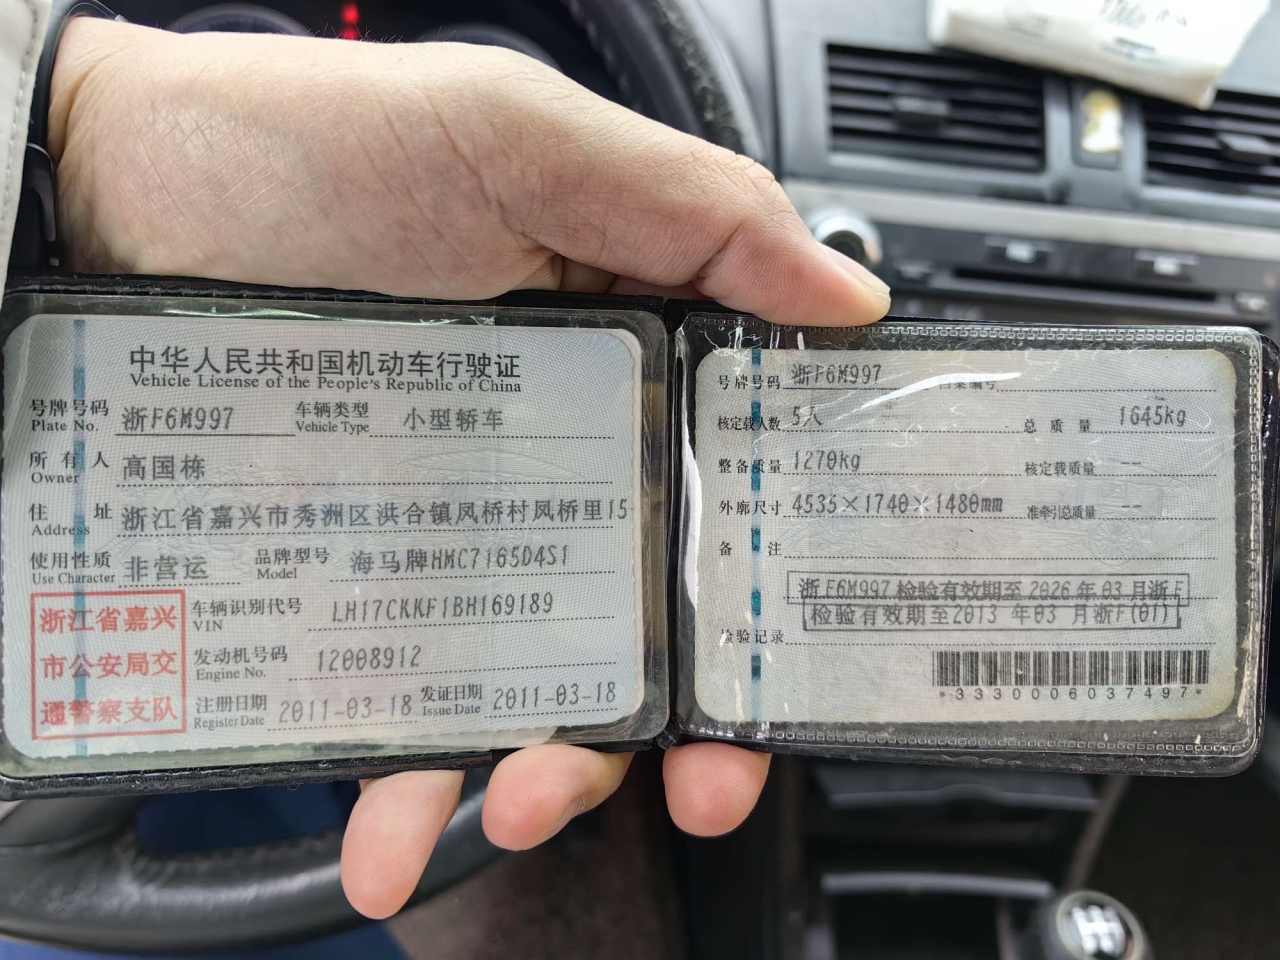 中华人民共和国机动车行驶证
Vehicle License of the People's Republic of China
号牌号码 浙F6M997 车辆类型 小型轿车
Plate No. Vehicle Type
所有人 高国栋
Owner
住址 浙江省嘉兴市秀洲区洪合镇凤桥村凤桥里15
Address
使用性质 非营运 品牌型号 海马牌HMC7165D4S1
Use Character Model
浙江省嘉兴
市公安局交
通警察支队
车辆识别代号 LH17CKKF1BH169189
VIN
发动机号码 12008912
Engine No.
注册日期 2011-03-18 发证日期 2011-03-18
Register Date Issue Date
号牌号码 浙F6M997 档案编号
核定载人数 5人 总质量 1645kg
整备质量 1270kg 核定载质量 --
外廓尺寸 4535×1740×1480mm 准牵引总质量 --
备注
浙F6M997 检验有效期至 2026年03月浙F
检验有效期至2013 年03 月浙F(01)
检验记录
*3330006037497*